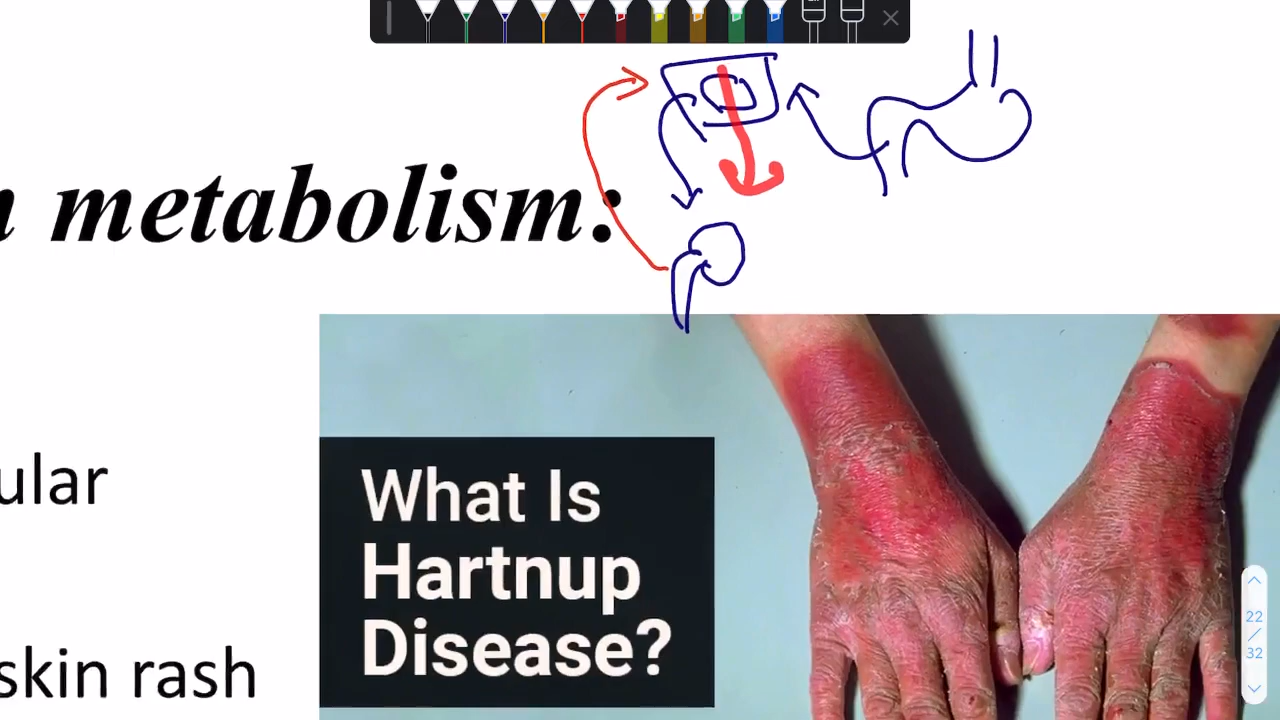 metabolism:
ular
skin rash
What Is
Hartnup
Disease?
22
/
32